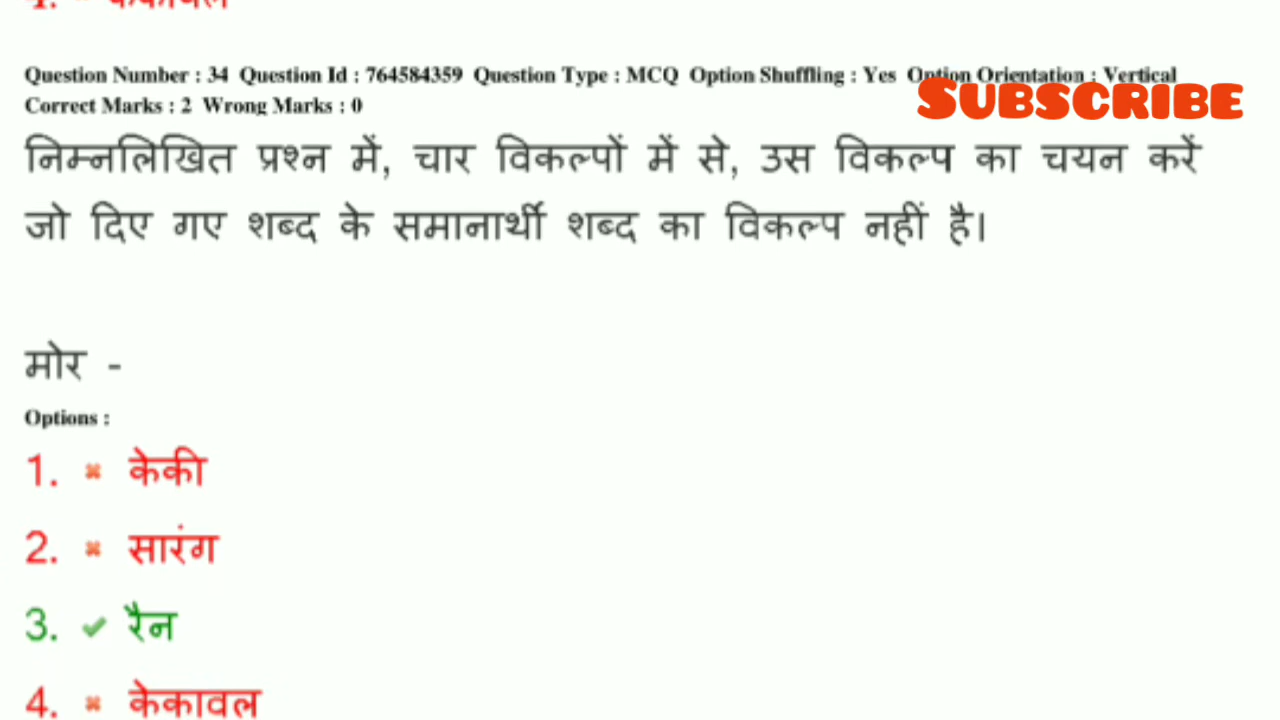 4. केकावल
Question Number : 34 Question Id : 764584359 Question Type : MCQ Option Shuffling : Yes Option Orientation : Vertical
Correct Marks : 2 Wrong Marks : 0
SUBSCRIBE
निम्नलिखित प्रश्न में, चार विकल्पों में से, उस विकल्प का चयन करें
जो दिए गए शब्द के समानार्थी शब्द का विकल्प नहीं है।
मोर -
Options :
1. केकी
2. सारंग
3. रैन
4. केकावल